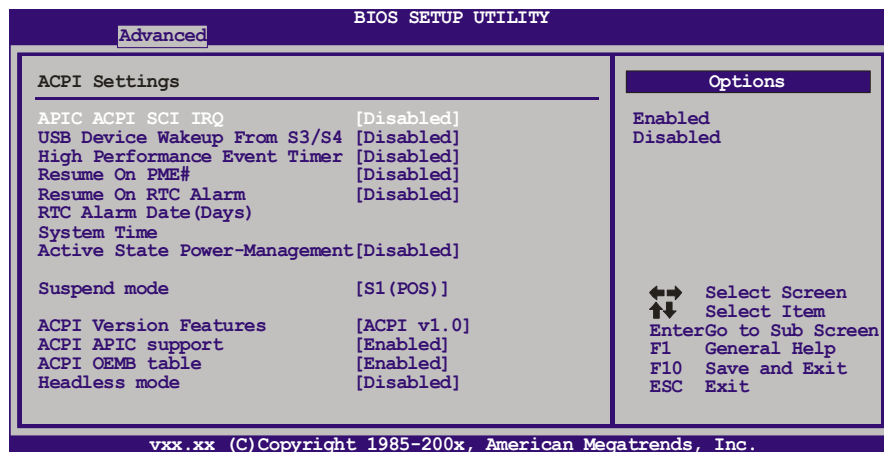 BIOS SETUP UTILITY
Advanced
ACPI Settings
APIC ACPI SCI IRQ [Disabled]
USB Device Wakeup From S3/S4 [Disabled]
High Performance Event Timer [Disabled]
Resume On PME# [Disabled]
Resume On RTC Alarm [Disabled]
RTC Alarm Date(Days)
System Time
Active State Power-Management[Disabled]
Suspend mode [S1(POS)]
ACPI Version Features [ACPI v1.0]
ACPI APIC support [Enabled]
ACPI OEMB table [Enabled]
Headless mode [Disabled]
Options
Enabled
Disabled
Select Screen
Select Item
EnterGo to Sub Screen
F1 General Help
F10 Save and Exit
ESC Exit
vxx.xx (C)Copyright 1985-200x, American Megatrends, Inc.